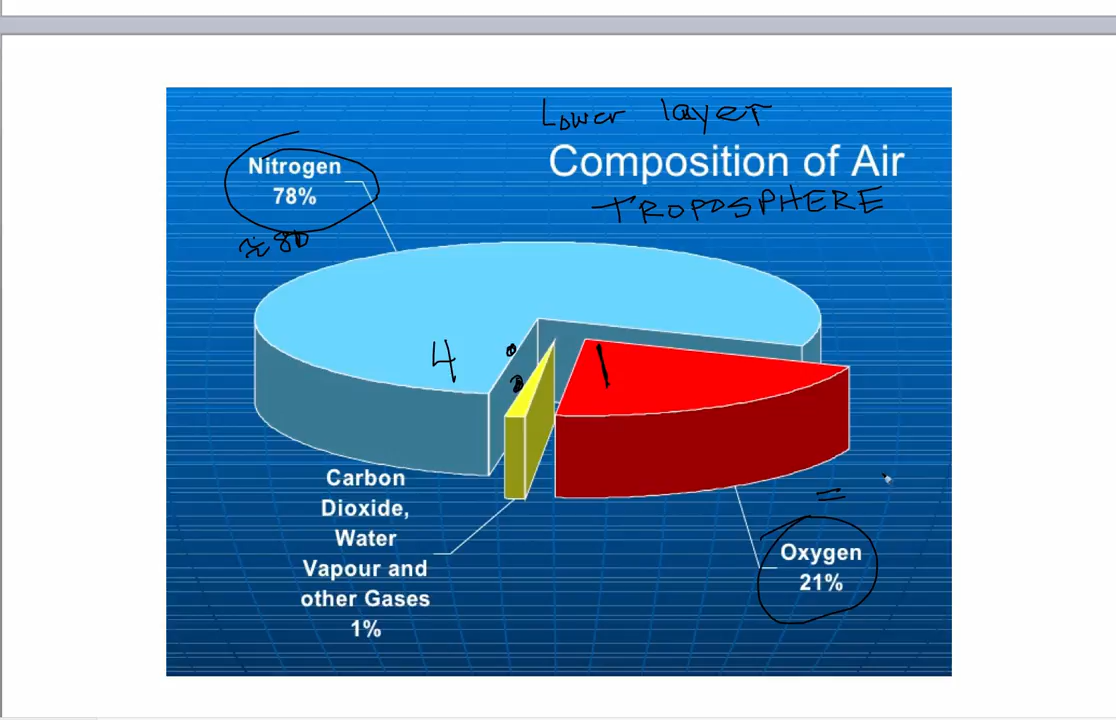 Lower layer
Composition of Air
TROPOSPHERE
Nitrogen
78%
≈ 80
4 : 1
Carbon
Dioxide,
Water
Vapour and
other Gases
1%
=
Oxygen
21%